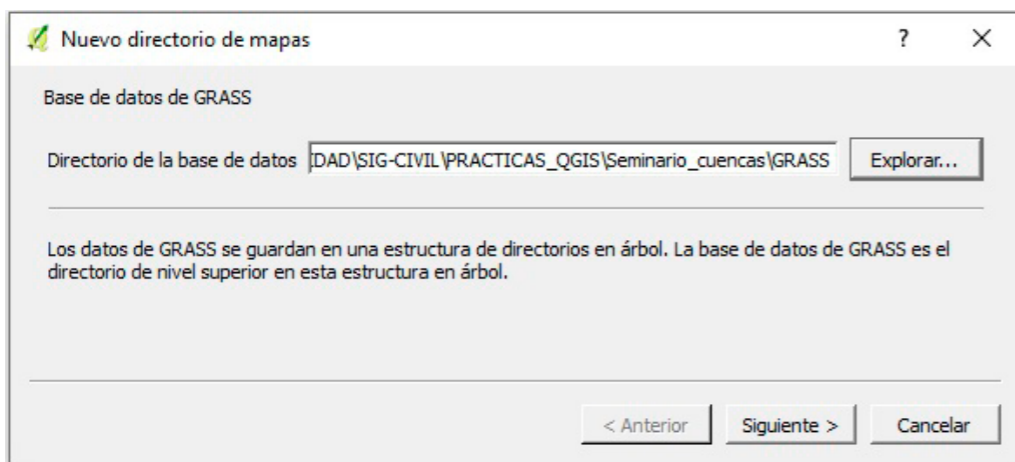 Nuevo directorio de mapas ? X
Base de datos de GRASS
Directorio de la base de datos :DAD\SIG-CIVIL\PRACTICAS_QGIS\Seminario_cuencas\GRASS Explorar...
Los datos de GRASS se guardan en una estructura de directorios en árbol. La base de datos de GRASS es el
directorio de nivel superior en esta estructura en árbol.
< Anterior Siguiente > Cancelar